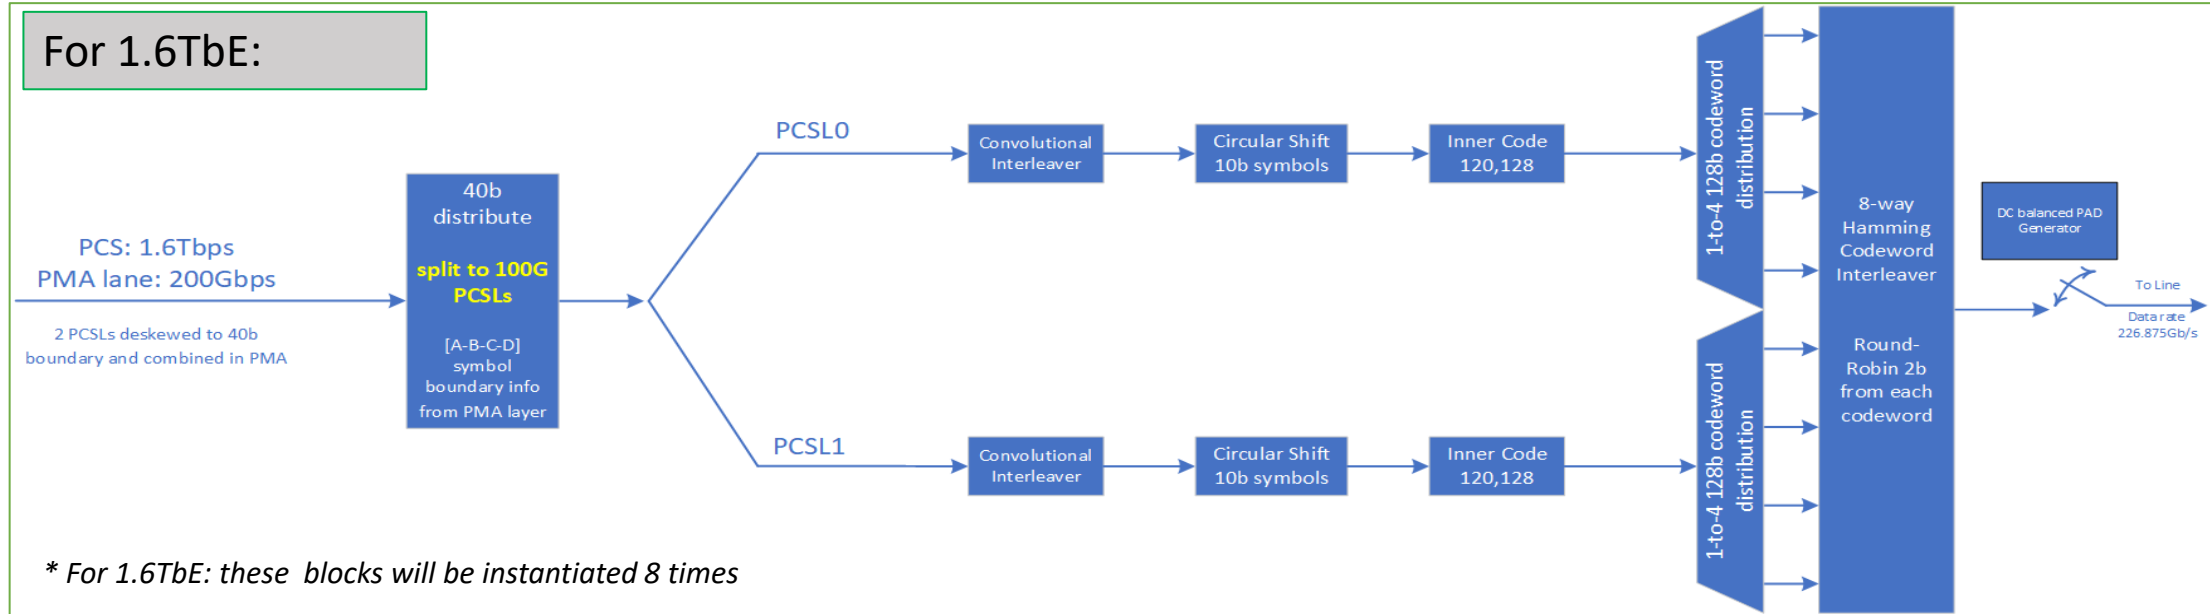 For 1.6TbE:
PCS: 1.6Tbps
PMA lane: 200Gbps
2 PCSLs deskewed to 40b
boundary and combined in PMA
40b
distribute
split to 100G
PCSLs
[A-B-C-D]
symbol
boundary info
from PMA layer
PCSL0
Convolutional
Interleaver
Circular Shift
10b symbols
Inner Code
120,128
1-to-4 128b codeword
distribution
PCSL1
Convolutional
Interleaver
Circular Shift
10b symbols
Inner Code
120,128
1-to-4 128b codeword
distribution
8-way
Hamming
Codeword
Interleaver
Round-
Robin 2b
from each
codeword
DC balanced PAD
Generator
To Line
Data rate
226.875Gb/s
* For 1.6TbE: these blocks will be instantiated 8 times